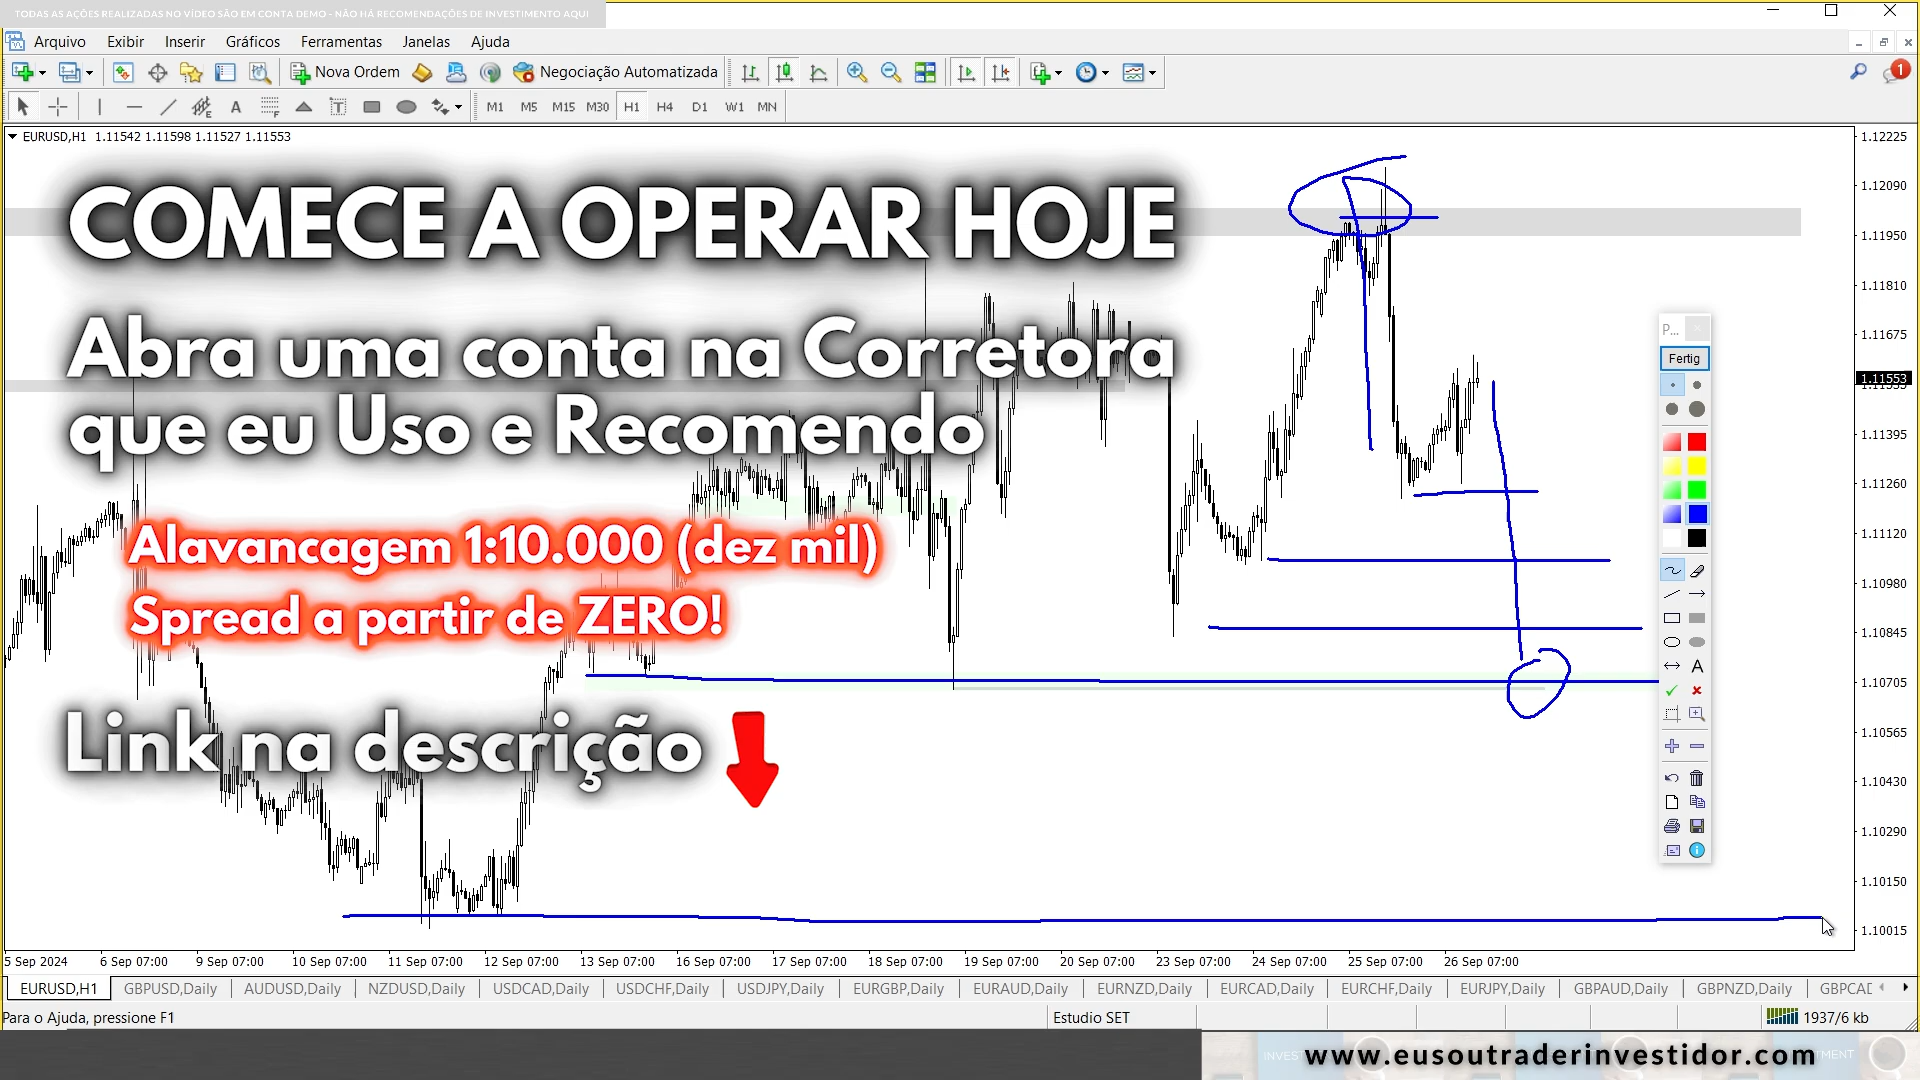 TODAS AS AÇÕES REALIZADAS NO VÍDEO SÃO EM CONTA DEMO - NÃO HÁ RECOMENDAÇÕES DE INVESTIMENTO AQUI
Arquivo Exibir Inserir Gráficos Ferramentas Janelas Ajuda
Nova Ordem Negociação Automatizada
1
A M1 M5 M15 M30 H1 H4 D1 W1 MN
EURUSD,H1 1.11542 1.11598 1.11527 1.11553
1.12225
1.12090
1.11950
1.11810
1.11675
1.11553
1.11395
1.11260
1.11120
1.10980
1.10845
1.10705
1.10565
1.10430
1.10290
1.10150
1.10015
COMECE A OPERAR HOJE
Abra uma conta na Corretora
que eu Uso e Recomendo
Alavancagem 1:10.000 (dez mil)
Spread a partir de ZERO!
Link na descrição
P...
Fertig
A
5 Sep 2024 6 Sep 07:00 9 Sep 07:00 10 Sep 07:00 11 Sep 07:00 12 Sep 07:00 13 Sep 07:00 16 Sep 07:00 17 Sep 07:00 18 Sep 07:00 19 Sep 07:00 20 Sep 07:00 23 Sep 07:00 24 Sep 07:00 25 Sep 07:00 26 Sep 07:00
EURUSD,H1 GBPUSD,Daily AUDUSD,Daily NZDUSD,Daily USDCAD,Daily USDCHF,Daily USDJPY,Daily EURGBP,Daily EURAUD,Daily EURNZD,Daily EURCAD,Daily EURCHF,Daily EURJPY,Daily GBPAUD,Daily GBPNZD,Daily GBPCAD
Para o Ajuda, pressione F1 Estudio SET 1937/6 kb
www.eusoutraderinvestidor.com